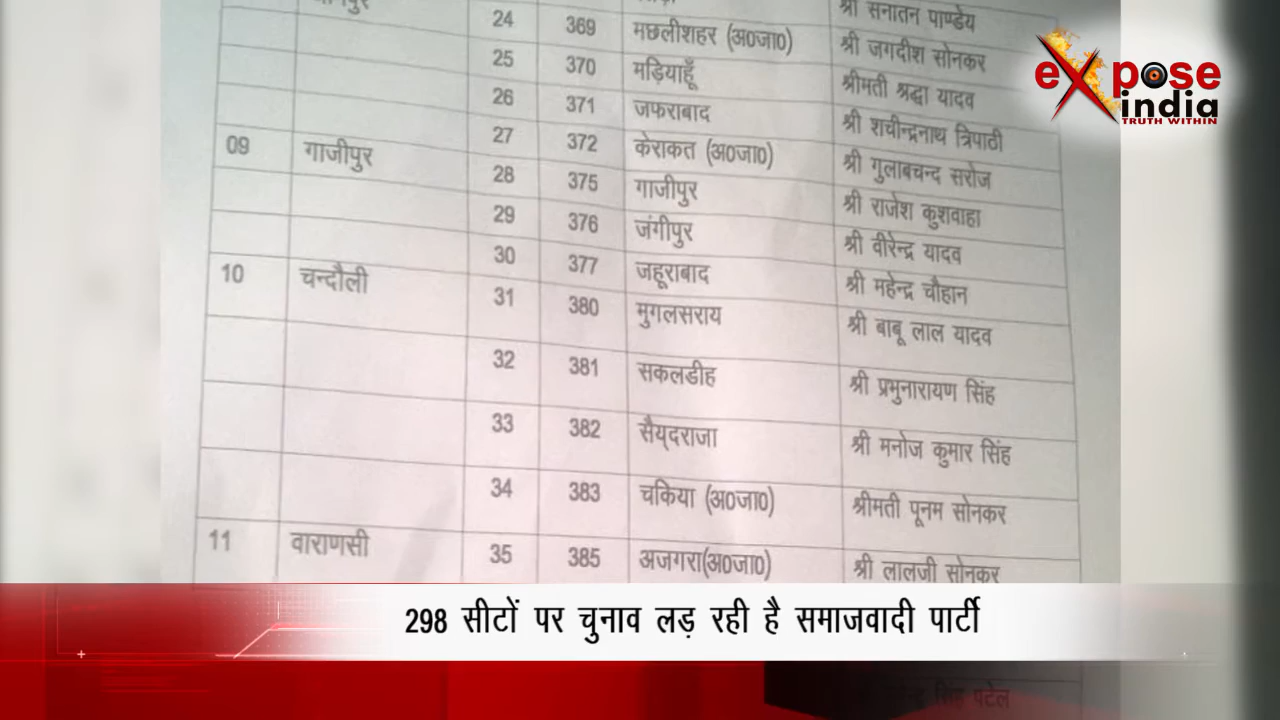 श्री सनातन पाण्डेय
24 369 मछलीशहर (अ0जा0) श्री जगदीश सोनकर
25 370 मड़ियाहूँ श्रीमती श्रद्धा यादव
26 371 जफराबाद श्री शचीन्द्रनाथ त्रिपाठी
27 372 केराकत (अ0जा0) श्री गुलाबचन्द सरोज
09 गाजीपुर 28 375 गाजीपुर श्री राजेश कुशवाहा
29 376 जंगीपुर श्री वीरेन्द्र यादव
30 377 जहूराबाद श्री महेन्द्र चौहान
10 चन्दौली 31 380 मुगलसराय श्री बाबू लाल यादव
32 381 सकलडीह श्री प्रभुनारायण सिंह
33 382 सैय्दराजा श्री मनोज कुमार सिंह
34 383 चकिया (अ0जा0) श्रीमती पूनम सोनकर
11 वाराणसी 35 385 अजगरा(अ0जा0) श्री लालजी सोनकर
सिंह पटेल
eXpose
india
TRUTH WITHIN
298 सीटों पर चुनाव लड़ रही है समाजवादी पार्टी